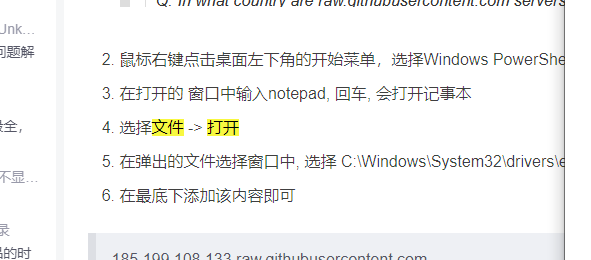 Q: In what country are raw.githubusercontent.com servers
Unk...
问题解
2. 鼠标右键点击桌面左下角的开始菜单，选择Windows PowerShe
3. 在打开的 窗口中输入notepad, 回车, 会打开记事本
全，
4. 选择文件 -> 打开
5. 在弹出的文件选择窗口中, 选择 C:\Windows\System32\drivers\e
不显...
6. 在最底下添加该内容即可
录
的时
185.199.108.133 raw.githubusercontent.com